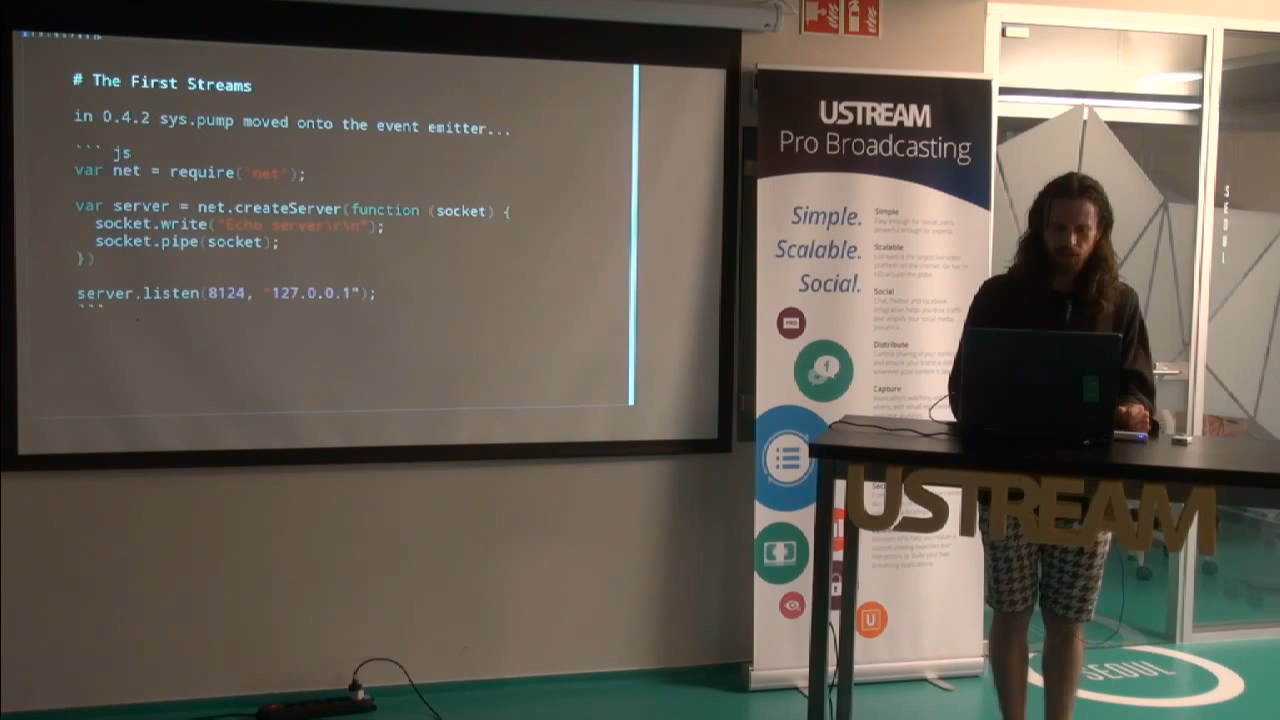 # The First Streams
in 0.4.2 sys.pump moved onto the event emitter...
``` js
var net = require('net');
var server = net.createServer(function (socket) {
socket.write("Echo server\r\n");
socket.pipe(socket);
})
server.listen(8124, "127.0.0.1");
```
USTREAM
Pro Broadcasting
Simple.
Scalable.
Social.
Simple
Scalable
Social
Distribute
Capture
PRO
U
USTREAM
SEOUL
SEOUL